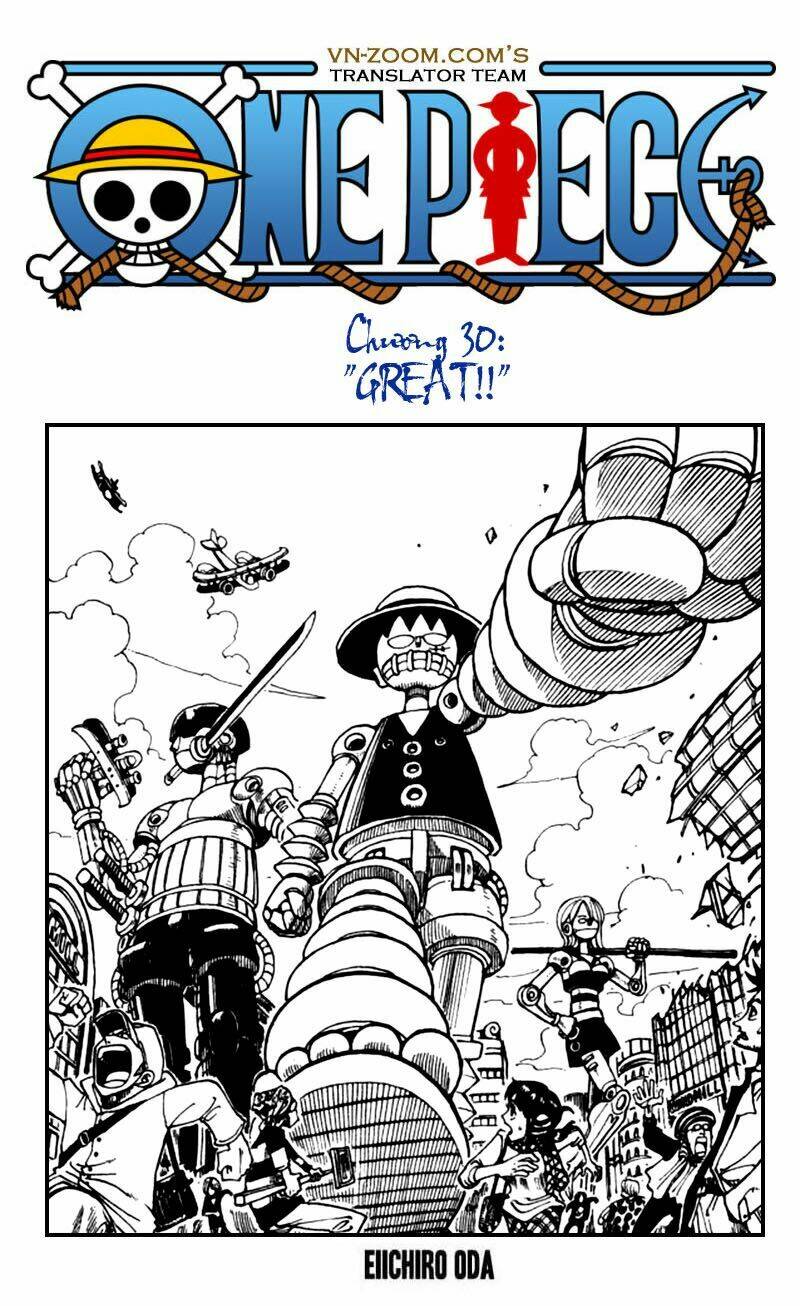 VN-ZOOM.COM'S
TRANSLATOR TEAM
ONE PIECE
Chương 30:
"GREAT!!"
EIICHIRO ODA